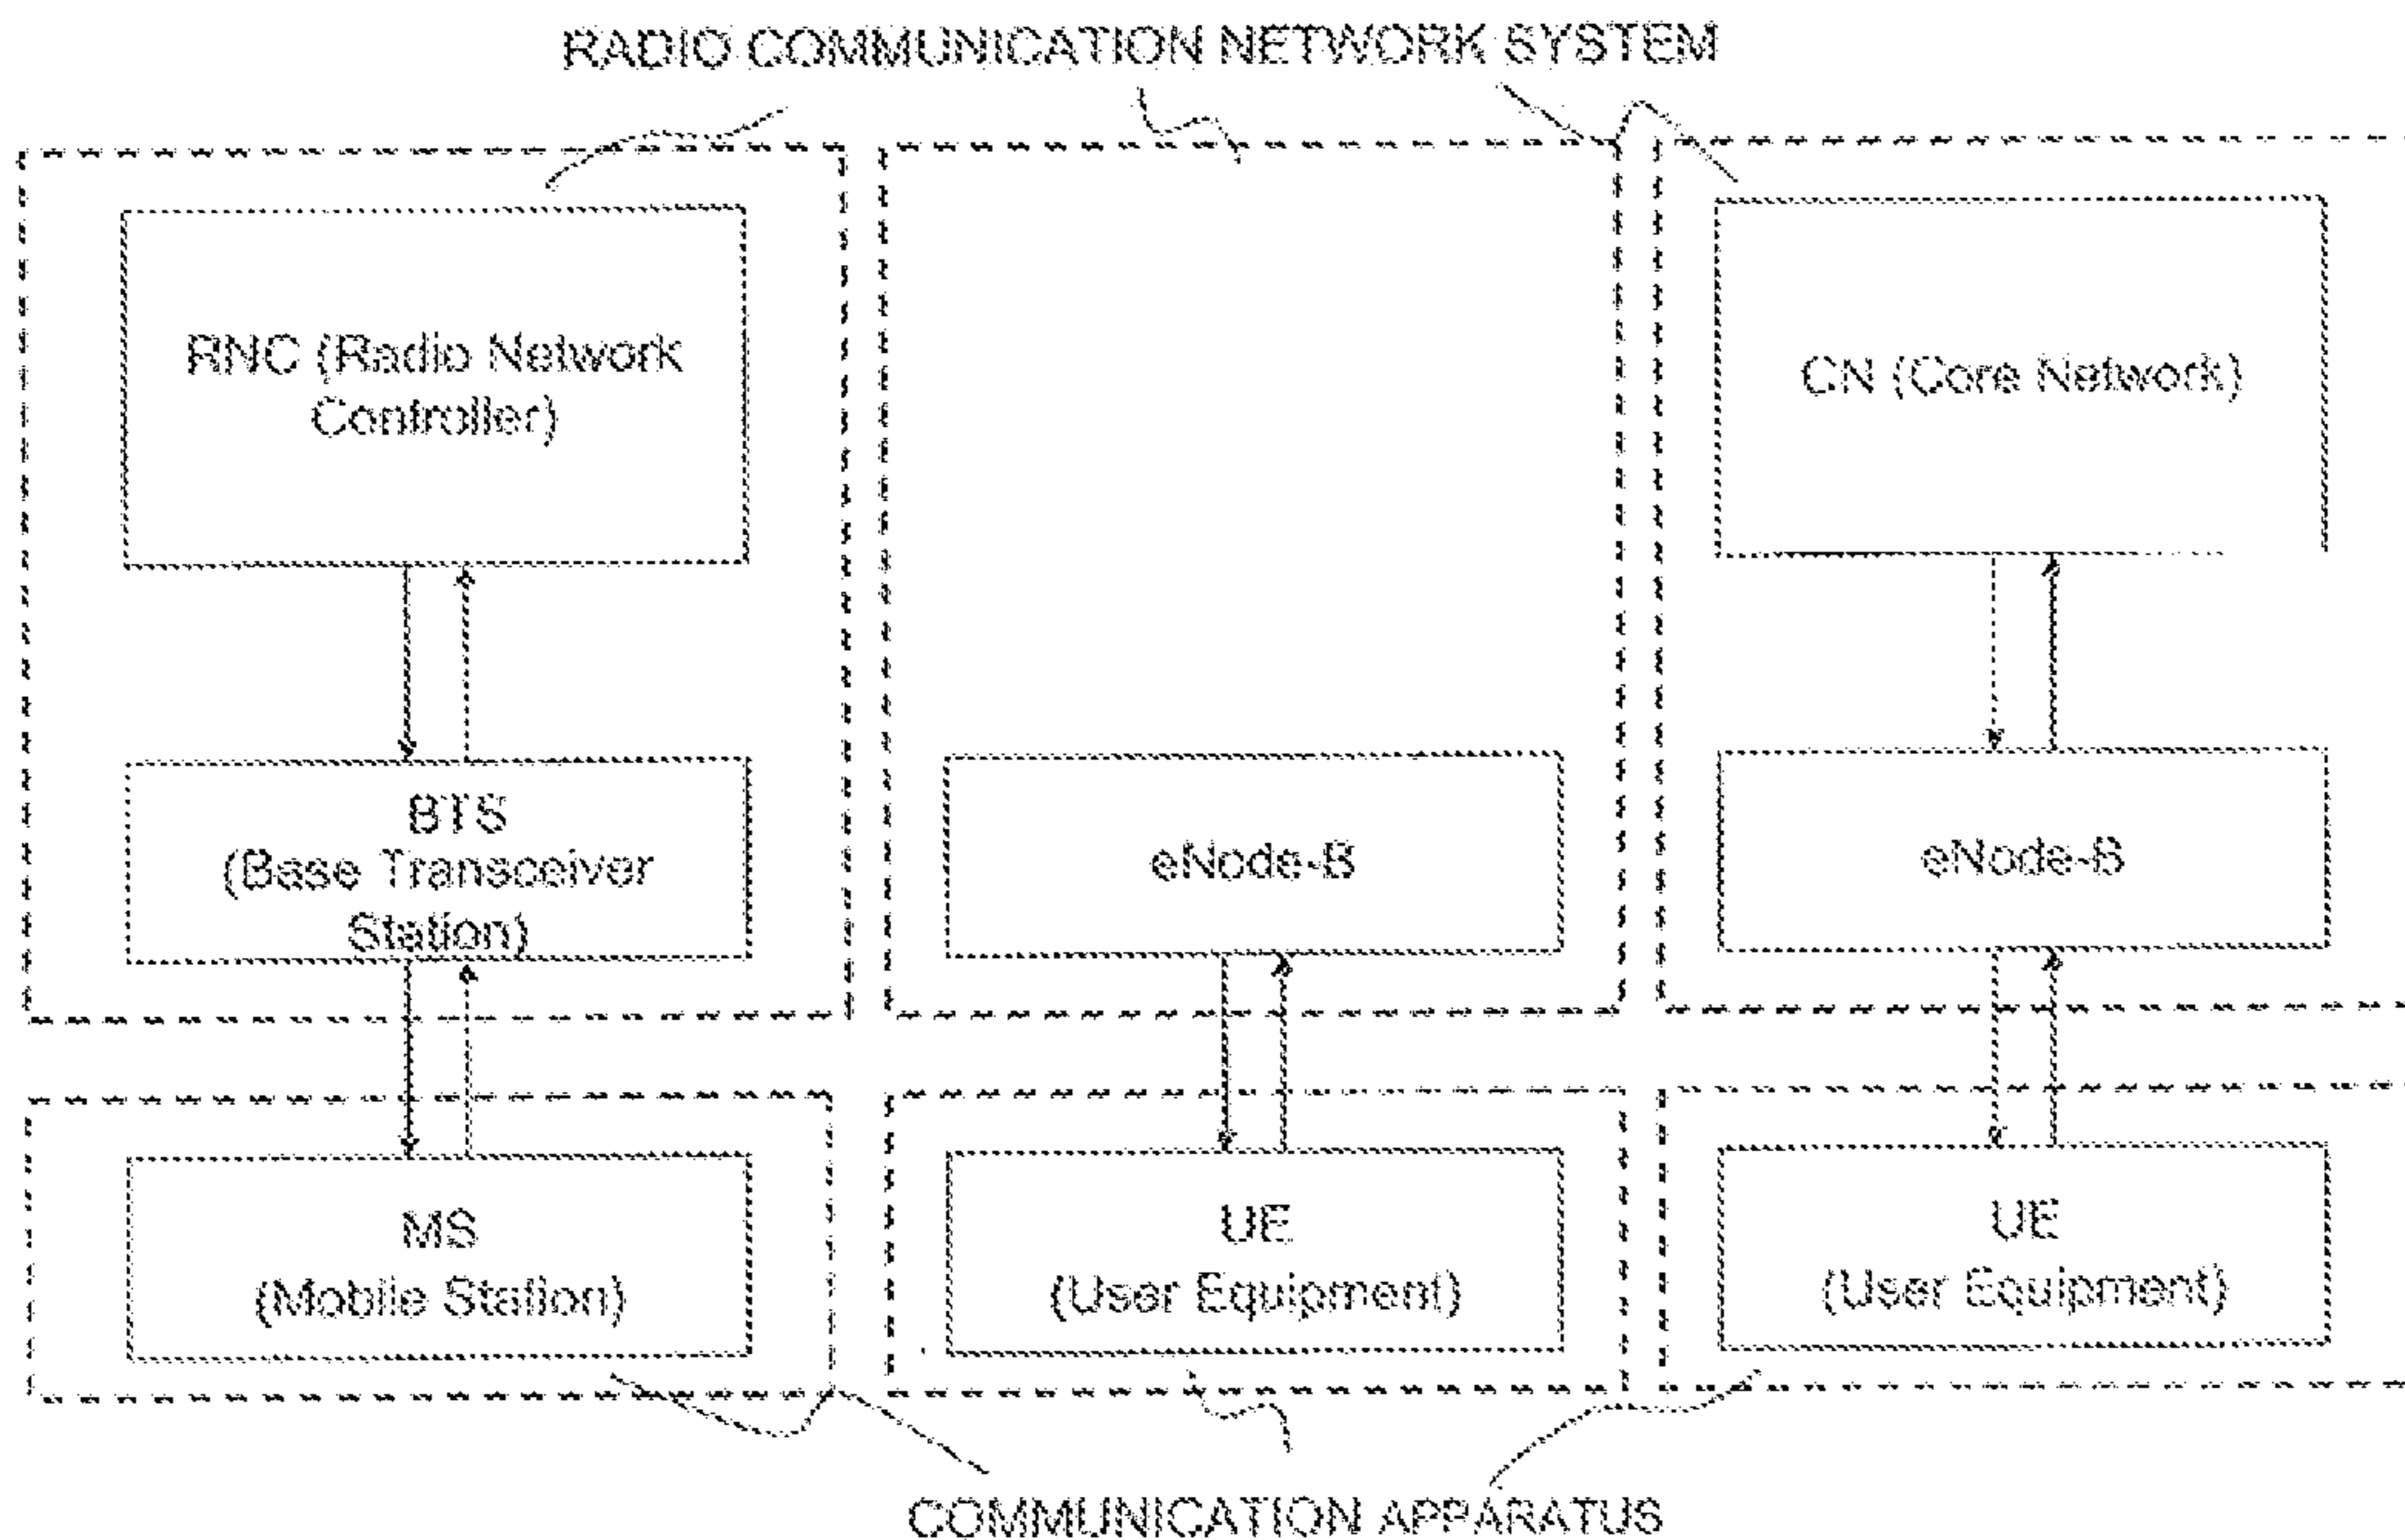 RADIO COMMUNICATION NETWORK SYSTEM
RNC (Radio Network
Controller)
CN (Core Network)
BTS
(Base Transceiver
Station)
eNode-B
eNode-B
MS
(Mobile Station)
UE
(User Equipment)
UE
(User Equipment)
COMMUNICATION APPARATUS